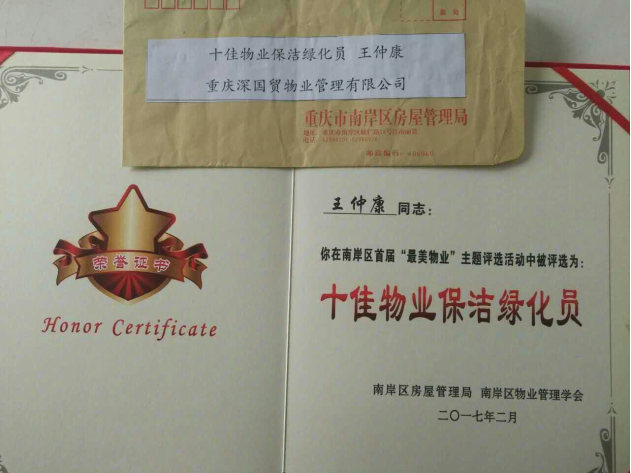 十佳物业保洁绿化员 王仲康
重庆深国贸物业管理有限公司
重庆市南岸区房屋管理局
荣誉证书
Honor Certificate
王仲康 同志：
你在南岸区首届“最美物业”主题评选活动中被评选为：
十佳物业保洁绿化员
南岸区房屋管理局 南岸区物业管理学会
二〇一七年二月